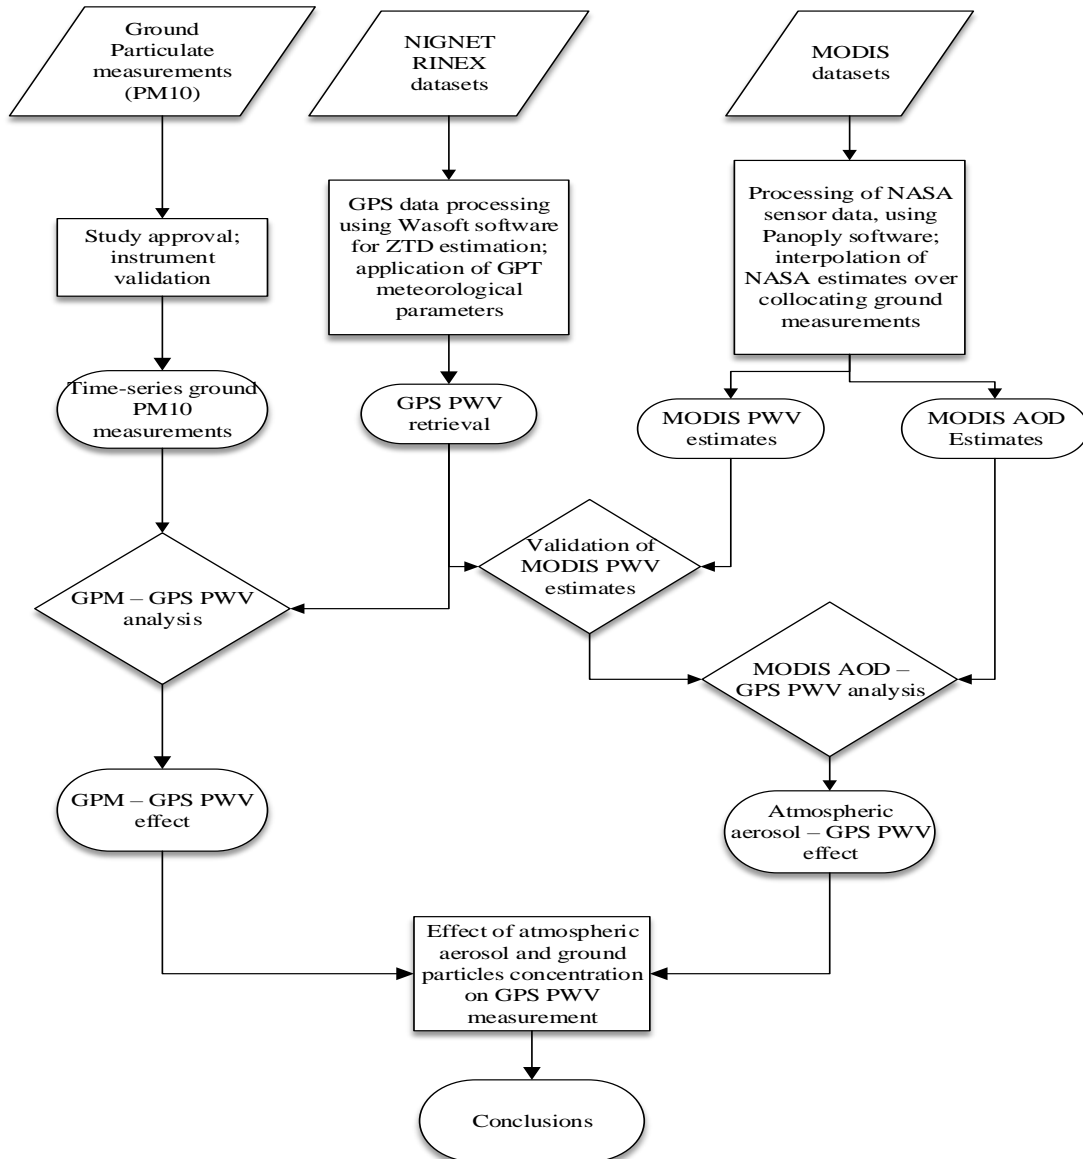 Ground
Particulate
measurements
(PM10)
NIGNET
RINEX
datasets
MODIS
datasets
Study approval;
instrument
validation
GPS data processing
using Wasoft software
for ZTD estimation;
application of GPT
meteorological
parameters
Processing of NASA
sensor data, using
Panoply software;
interpolation of
NASA estimates over
collocating ground
measurements
Time-series ground
PM10
measurements
GPS PWV
retrieval
MODIS PWV
estimates
MODIS AOD
Estimates
Validation of
MODIS PWV
estimates
GPM – GPS PWV
analysis
MODIS AOD –
GPS PWV analysis
GPM – GPS PWV
effect
Atmospheric
aerosol – GPS PWV
effect
Effect of atmospheric
aerosol and ground
particles concentration
on GPS PWV
measurement
Conclusions